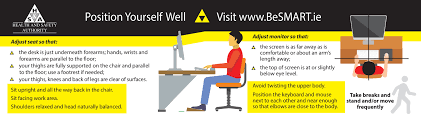 HSA
HEALTH AND SAFETY
AUTHORITY
Position Yourself Well
Visit www.BeSMART.ie
Adjust seat so that:
the desk is just underneath forearms; hands, wrists and
forearms are parallel to the floor;
your thighs are fully supported on the chair and parallel
to the floor; use a footrest if needed;
your thighs, knees and backs of legs are clear of surfaces.
Sit upright and all the way back in the chair.
Sit facing work area.
Shoulders relaxed and head naturally balanced.
Adjust monitor so that:
the screen is as far away as is
comfortable or about an arm's
length away;
the top of screen is at or slightly
below eye level.
Avoid twisting the upper body.
Position the keyboard and mouse
next to each other and near enough
so that elbows are close to the body.
Take breaks and
stand and/or move
frequently